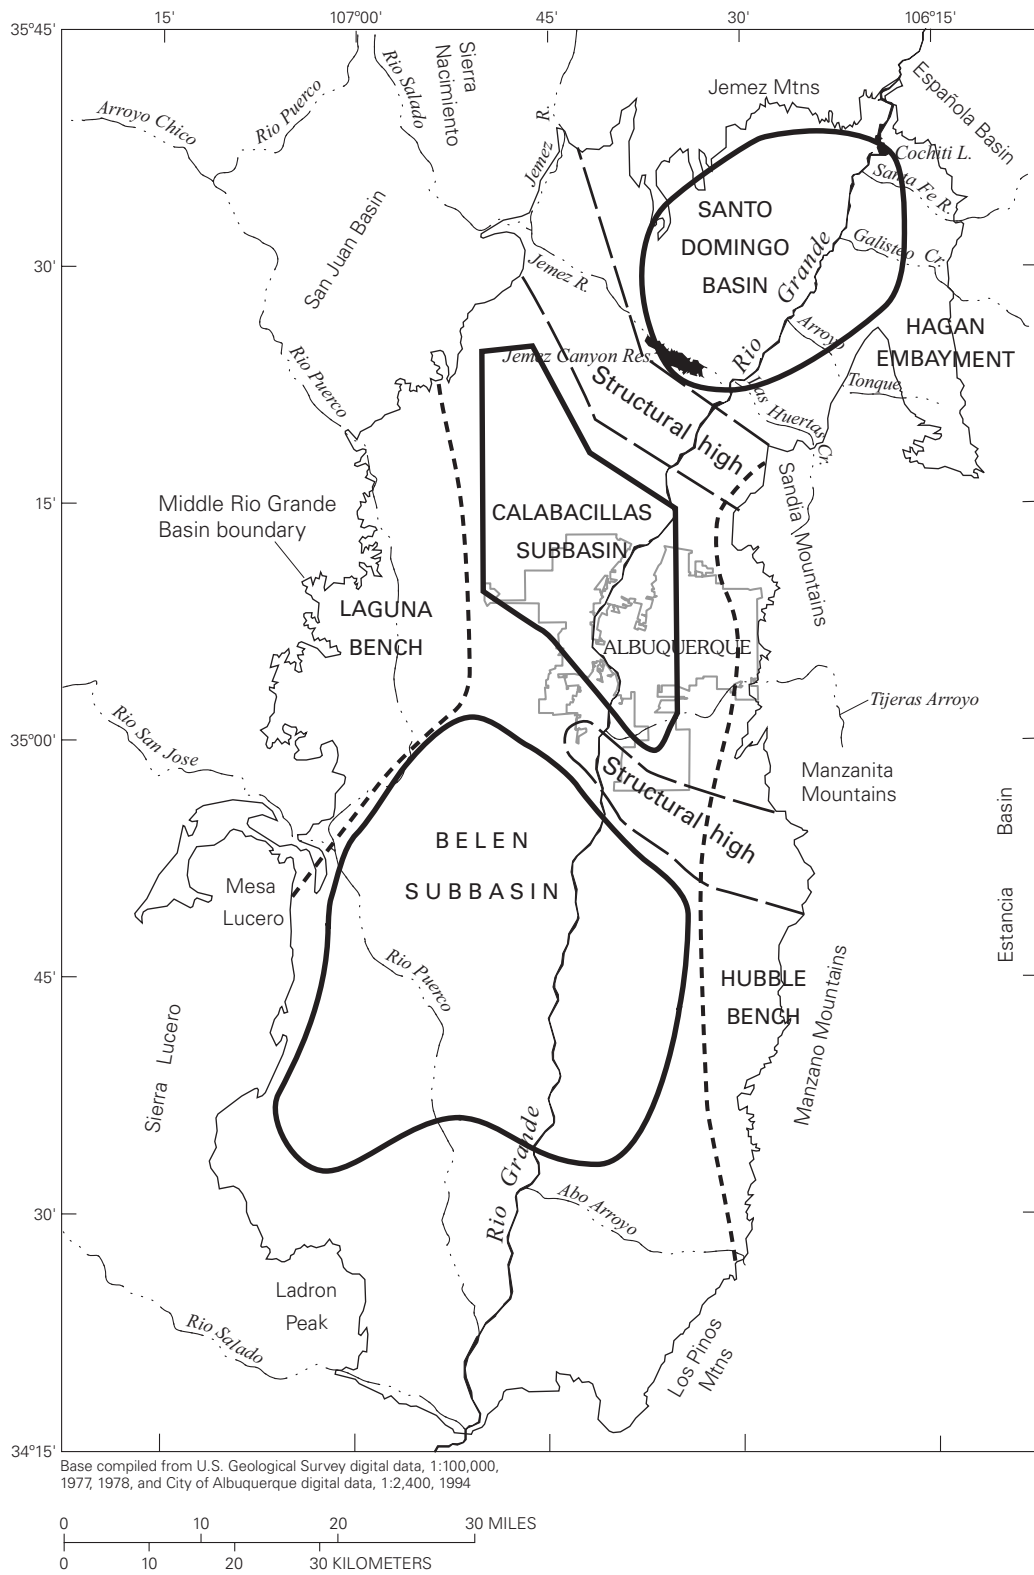 15'
107°00'
45'
30'
106°15'
35°45'
Sierra
Nacimiento
Rio Salado
Rio Puerco
Arroyo Chico
Jemez R.
Jemez Mtns
Española Basin
Cochiti L.
Santa Fe R.
SANTO
DOMINGO
BASIN
Rio Grande
Galisteo Cr.
San Juan Basin
30'
Jemez R.
HAGAN
EMBAYMENT
Arroyo
Tonque
Jemez Canyon Res.
Rio Puerco
Las Huertas Cr.
Structural high
15'
Middle Rio Grande
Basin boundary
CALABACILLAS
SUBBASIN
Sandia Mountains
LAGUNA
BENCH
ALBUQUERQUE
Tijeras Arroyo
Rio San Jose
35°00'
Manzanita
Mountains
Structural high
BELEN
SUBBASIN
Estancia Basin
Mesa
Lucero
45'
Rio Puerco
HUBBLE
BENCH
Manzano Mountains
Sierra Lucero
Rio Grande
Abo Arroyo
30'
Ladron
Peak
Rio Salado
Los Pinos
Mtns
34°15'
Base compiled from U.S. Geological Survey digital data, 1:100,000,
1977, 1978, and City of Albuquerque digital data, 1:2,400, 1994
0 10 20 30 MILES
0 10 20 30 KILOMETERS